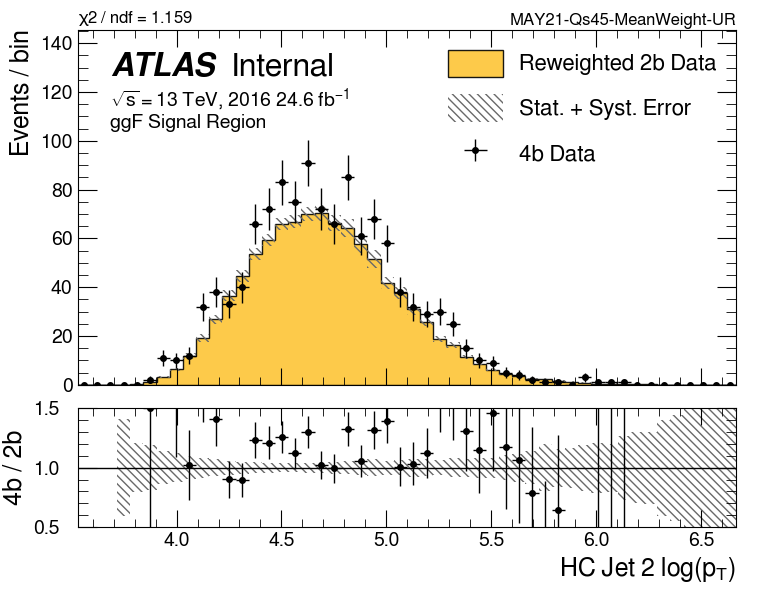 χ2 / ndf = 1.159
MAY21-Qs45-MeanWeight-UR
ATLAS Internal
√s = 13 TeV, 2016 24.6 fb−1
ggF Signal Region
Reweighted 2b Data
Stat. + Syst. Error
4b Data
Events / bin
140
120
100
80
60
40
20
0
4b / 2b
1.5
1.0
0.5
4.0 4.5 5.0 5.5 6.0 6.5
HC Jet 2 log(pT)